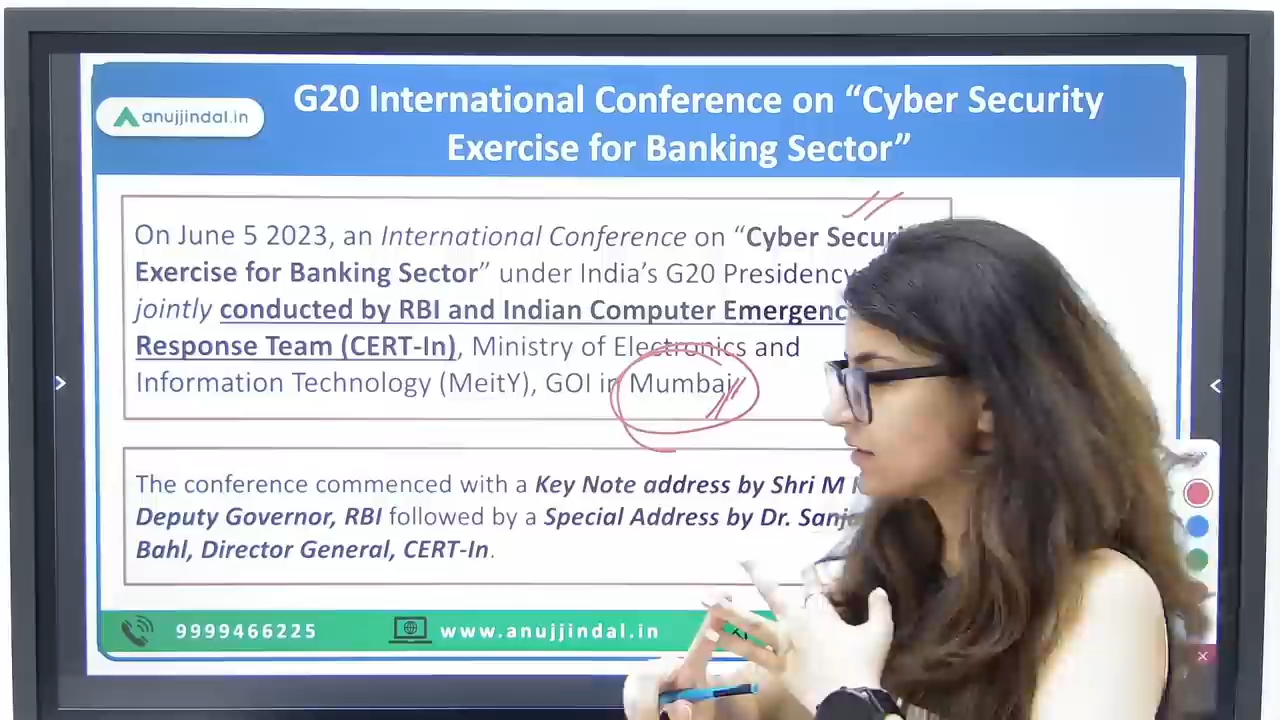 anujjindal.in
G20 International Conference on “Cyber Security
Exercise for Banking Sector”
On June 5 2023, an International Conference on “Cyber
Exercise for Banking Sector” under India’s G20 Presidency
jointly conducted by RBI and Indian Computer
Response Team (CERT-In), Ministry of Electronics and
Information Technology (MeitY), GOI in Mumbai
The conference commenced with a Key Note address by Shri M
Deputy Governor, RBI followed by a Special Address by Dr.
Bahl, Director General, CERT-In.
9999466225 www.anujjindal.in